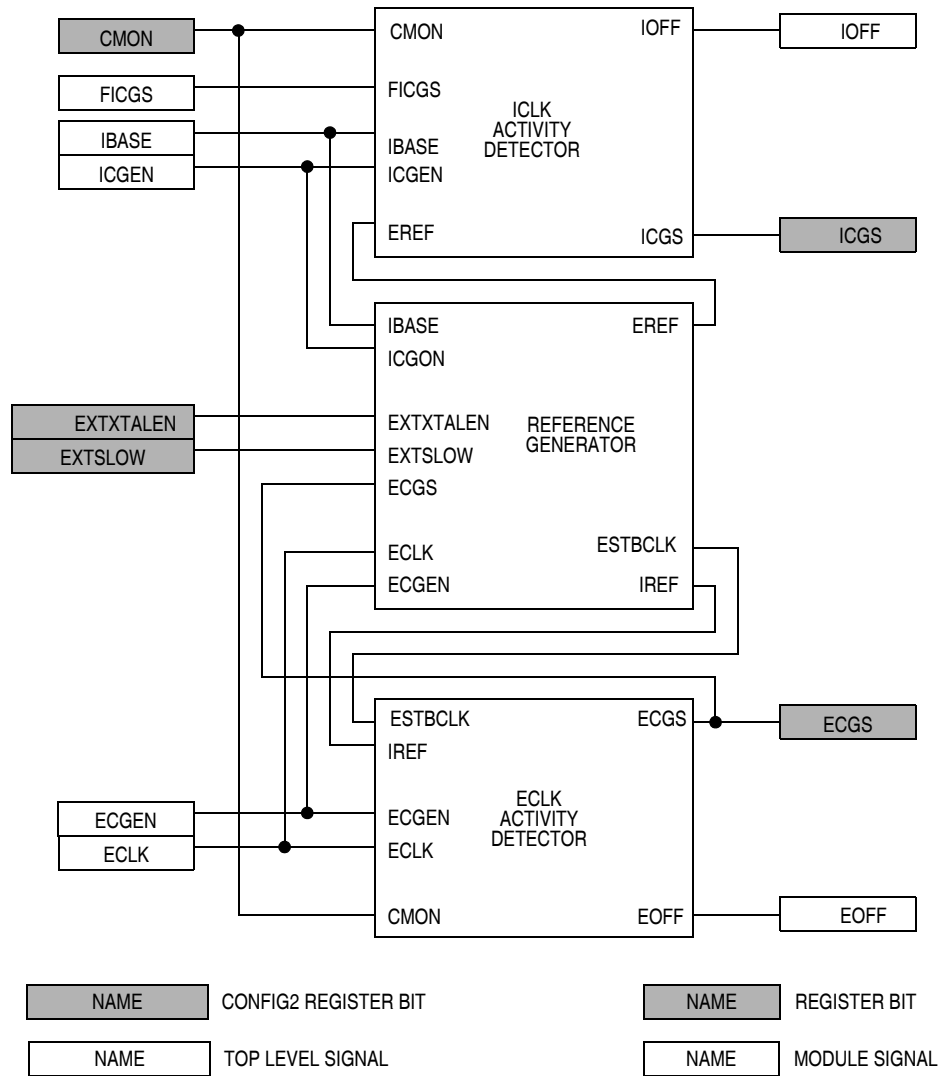 CMON
FICGS
IBASE
ICGEN
CMON
FICGS
IBASE
ICGEN
EREF
ICLK
ACTIVITY
DETECTOR
IOFF
ICGS
IOFF
ICGS
IBASE
ICGON
EXTXTALEN
EXTSLOW
EXTXTALEN
EXTSLOW
ECGS
ECLK
ECGEN
REFERENCE
GENERATOR
EREF
ESTBCLK
IREF
ESTBCLK
IREF
ECGEN
ECLK
ECGEN
ECLK
CMON
ECLK
ACTIVITY
DETECTOR
ECGS
EOFF
ECGS
EOFF
NAME CONFIG2 REGISTER BIT
NAME REGISTER BIT
NAME TOP LEVEL SIGNAL
NAME MODULE SIGNAL